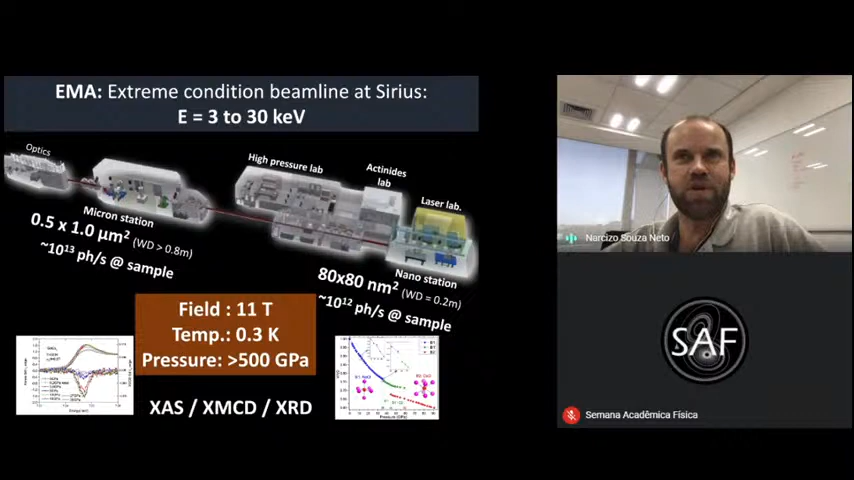 EMA: Extreme condition beamline at Sirius:
E = 3 to 30 keV
Optics
High pressure lab
Actinides
lab
Laser lab.
Micron station
0.5 x 1.0 µm² (WD > 0.8m)
~10¹³ ph/s @ sample
Nano station
80x80 nm² (WD = 0.2m)
~10¹² ph/s @ sample
Field : 11 T
Temp.: 0.3 K
Pressure: >500 GPa
XAS / XMCD / XRD
Narcizo Souza Neto
SAF
Semana Acadêmica Física